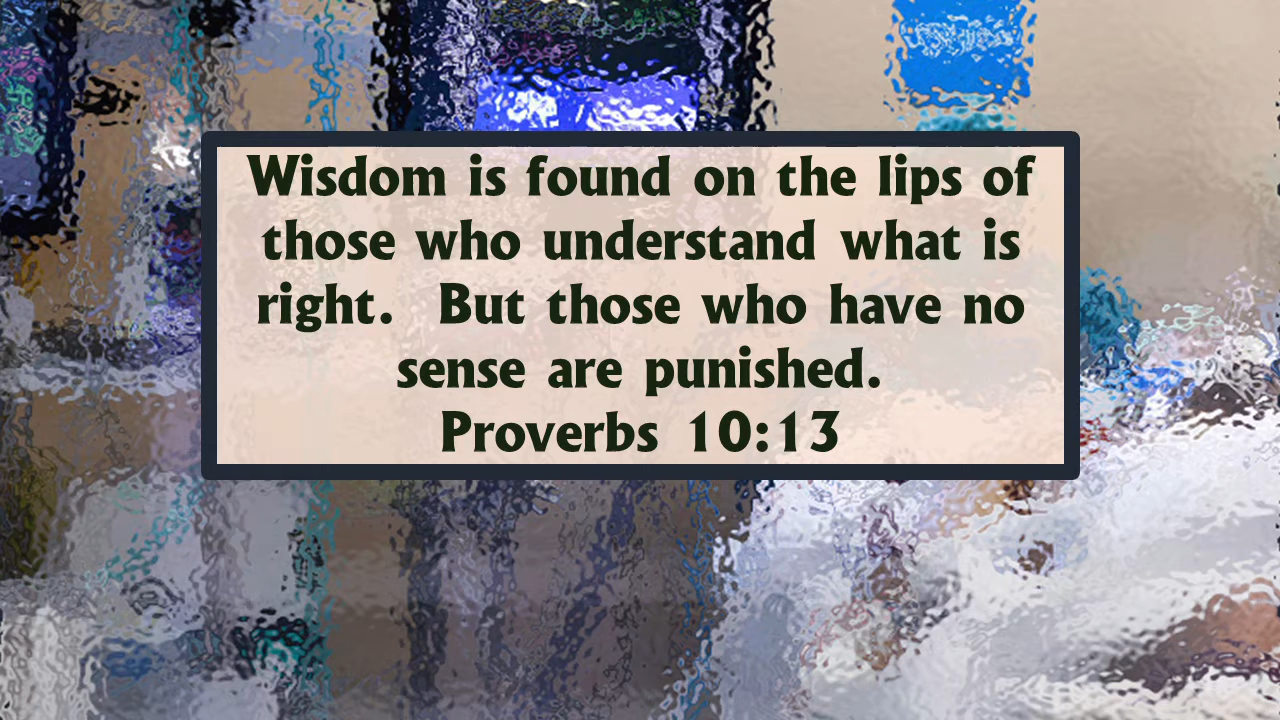 Wisdom is found on the lips of
those who understand what is
right.  But those who have no
sense are punished.
Proverbs 10:13